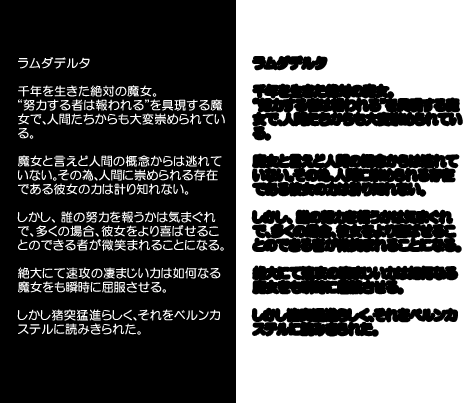 ラムダデルタ
千年を生きた絶対の魔女。
“努力する者は報われる”を具現する魔
女で、人間たちからも大変崇められてい
る。
魔女と言えど人間の概念からは逃れて
いない。その為、人間に崇められる存在
である彼女の力は計り知れない。
しかし、誰の努力を報うかは気まぐれ
で、多くの場合、彼女をより喜ばせるこ
とのできる者が微笑まれることになる。
絶大にて速攻の凄まじい力は如何なる
魔女をも瞬時に屈服させる。
しかし猪突猛進らしく、それをベルンカ
ステルに読みきられた。
ラムダデルタ
千年を生きた絶対の魔女。
“努力する者は報われる”を具現する魔
女で、人間たちからも大変崇められてい
る。
魔女と言えど人間の概念からは逃れて
いない。その為、人間に崇められる存在
である彼女の力は計り知れない。
しかし、誰の努力を報うかは気まぐれ
で、多くの場合、彼女をより喜ばせるこ
とのできる者が微笑まれることになる。
絶大にて速攻の凄まじい力は如何なる
魔女をも瞬時に屈服させる。
しかし猪突猛進らしく、それをベルンカ
ステルに読みきられた。